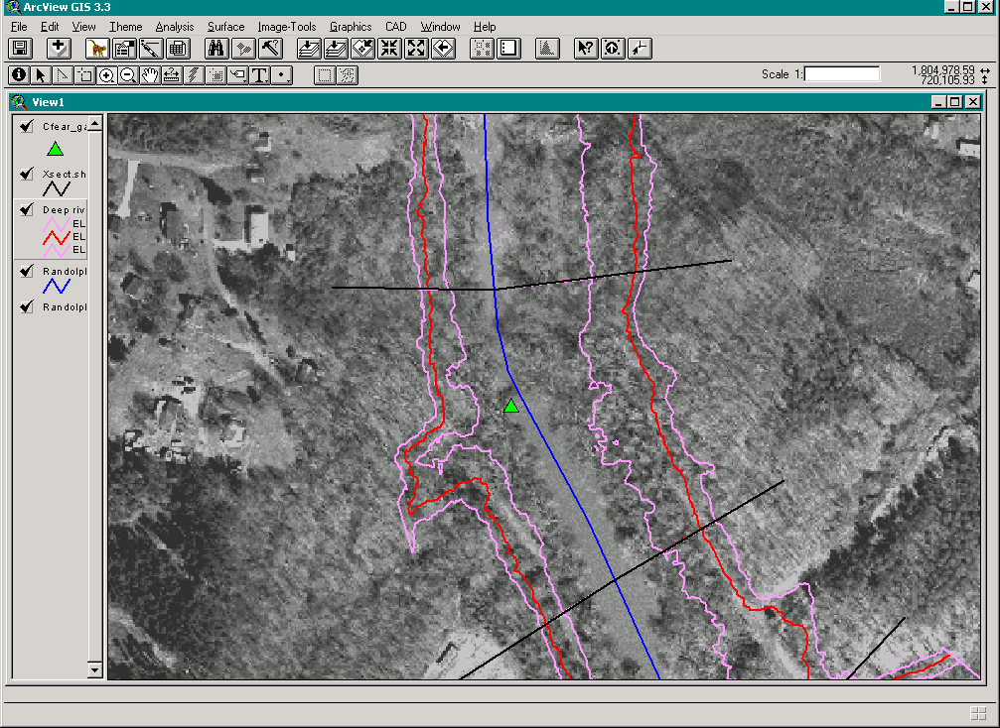 ArcView GIS 3.3
File Edit View Theme Analysis Surface Image-Tools Graphics CAD Window Help
Scale 1:
1,804,978.59
720,105.93
View1
Cfear_ga
Xsect.sh
Deep riv
EL
EL
EL
Randolpl
Randolpl